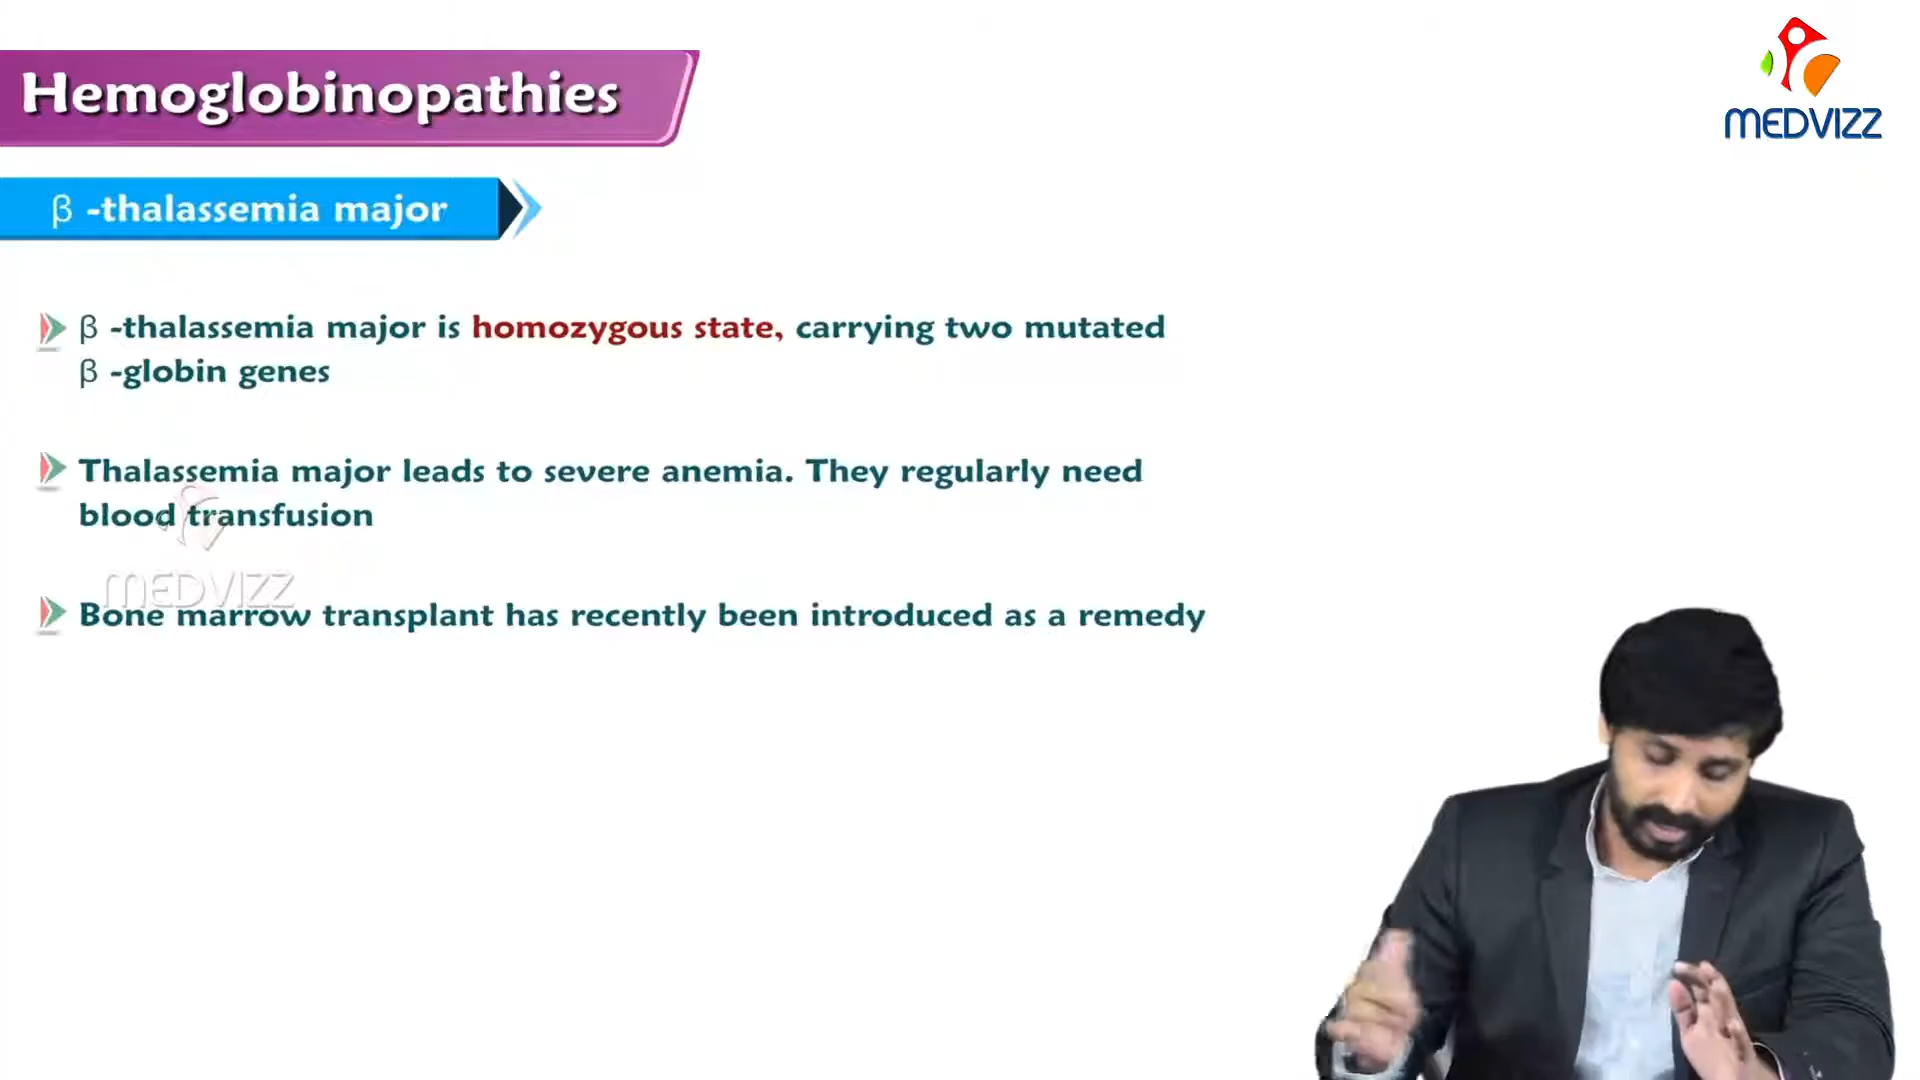 Hemoglobinopathies
MEDVIZZ
β -thalassemia major
β -thalassemia major is homozygous state, carrying two mutated
β -globin genes
Thalassemia major leads to severe anemia. They regularly need
blood transfusion
MEDVIZZ
Bone marrow transplant has recently been introduced as a remedy